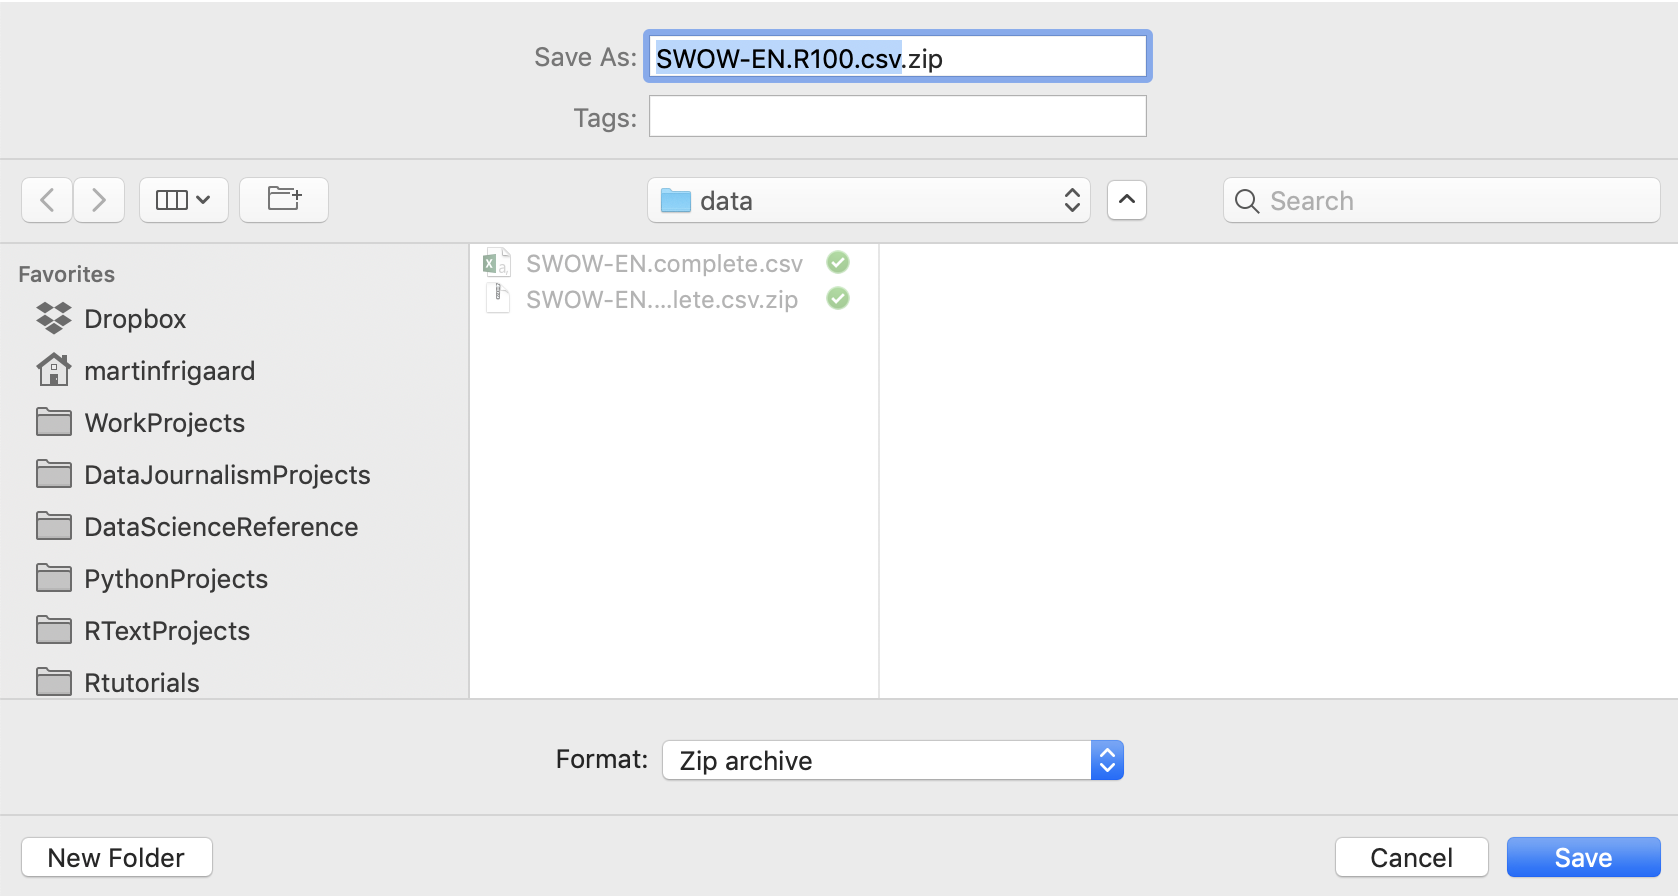 Save As: SWOW-EN.R100.csv.zip
Tags:
data
Search
Favorites
Dropbox
martinfrigaard
WorkProjects
DataJournalismProjects
DataScienceReference
PythonProjects
RTextProjects
Rtutorials
SWOW-EN.complete.csv
SWOW-EN....lete.csv.zip
Format: Zip archive
New Folder
Cancel
Save